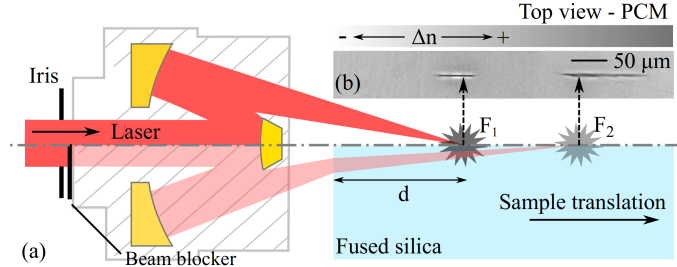 Top view - PCM
- Δn +
50 μm
(b)
Iris
Laser
F1
F2
d
Sample translation
(a)
Beam blocker
Fused silica